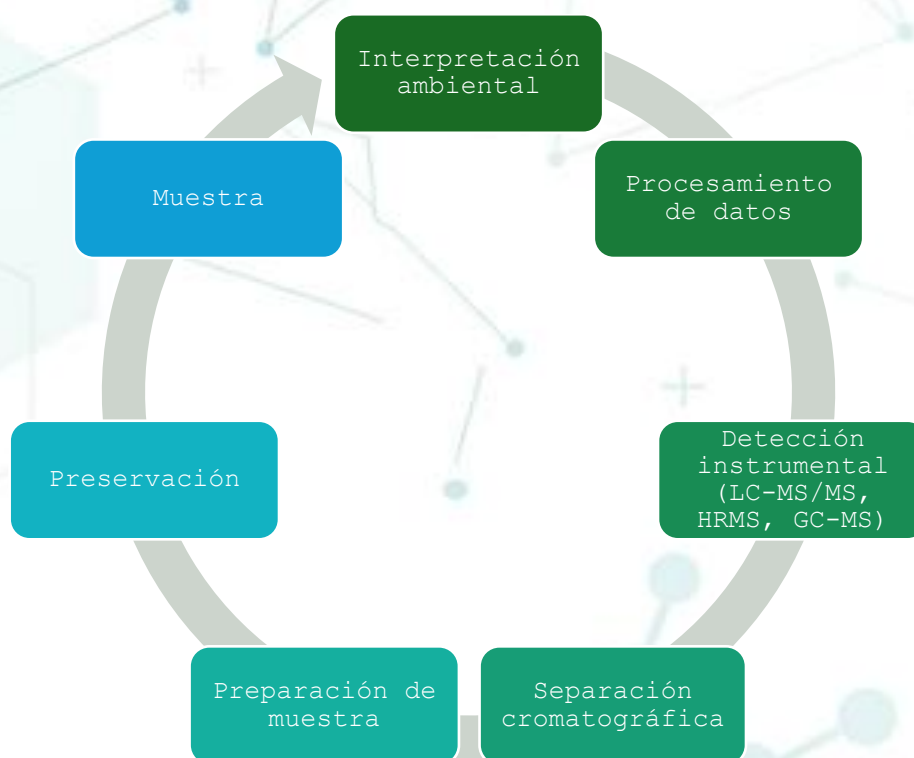 Interpretación
ambiental
Muestra
Procesamiento
de datos
Preservación
Detección
instrumental
(LC-MS/MS,
HRMS, GC-MS)
Preparación de
muestra
Separación
cromatográfica